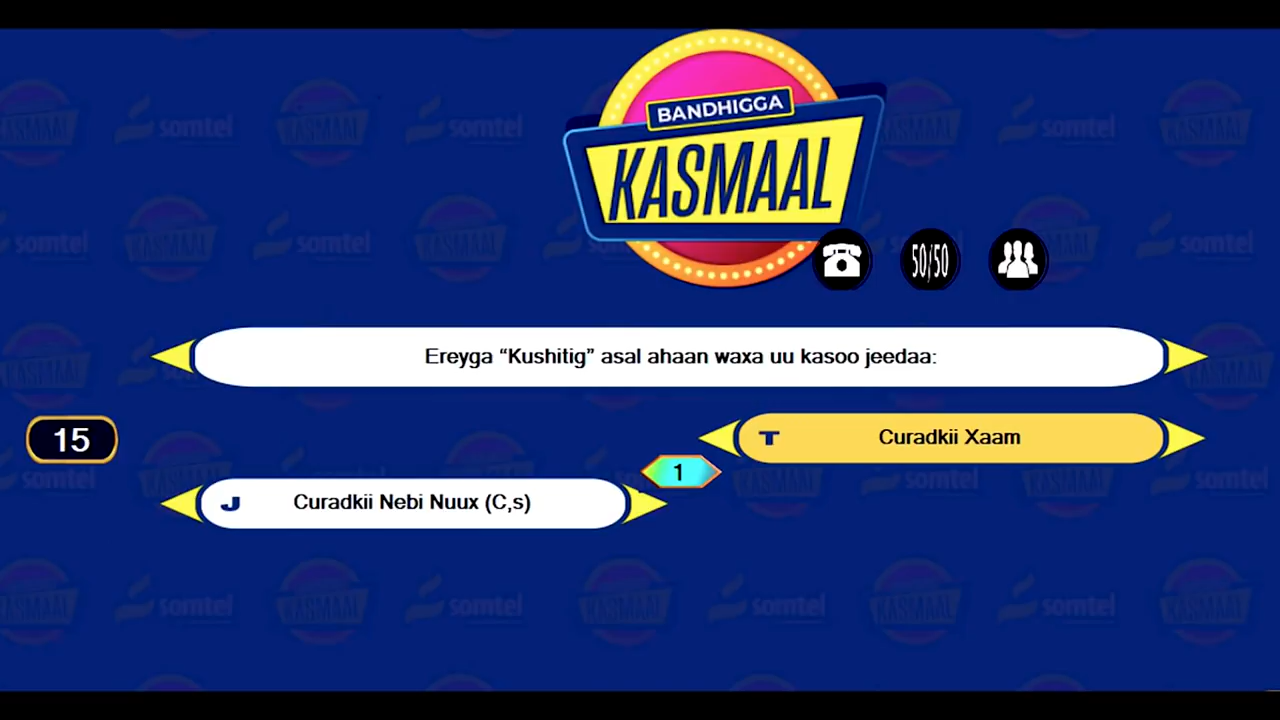 BANDHIGGA
KASMAAL
50/50
Ereyga “Kushitig” asal ahaan waxa uu kasoo jeedaa:
15
T Curadkii Xaam
1
J Curadkii Nebi Nuux (C,s)
somtel